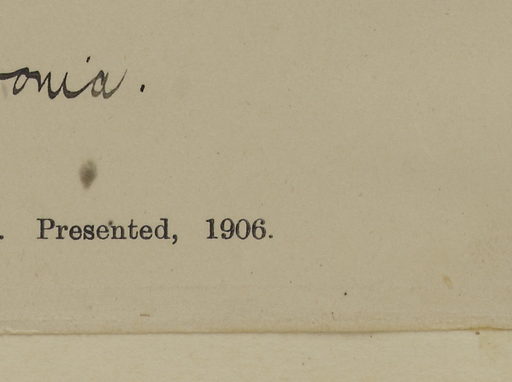 onia.
. Presented, 1906.